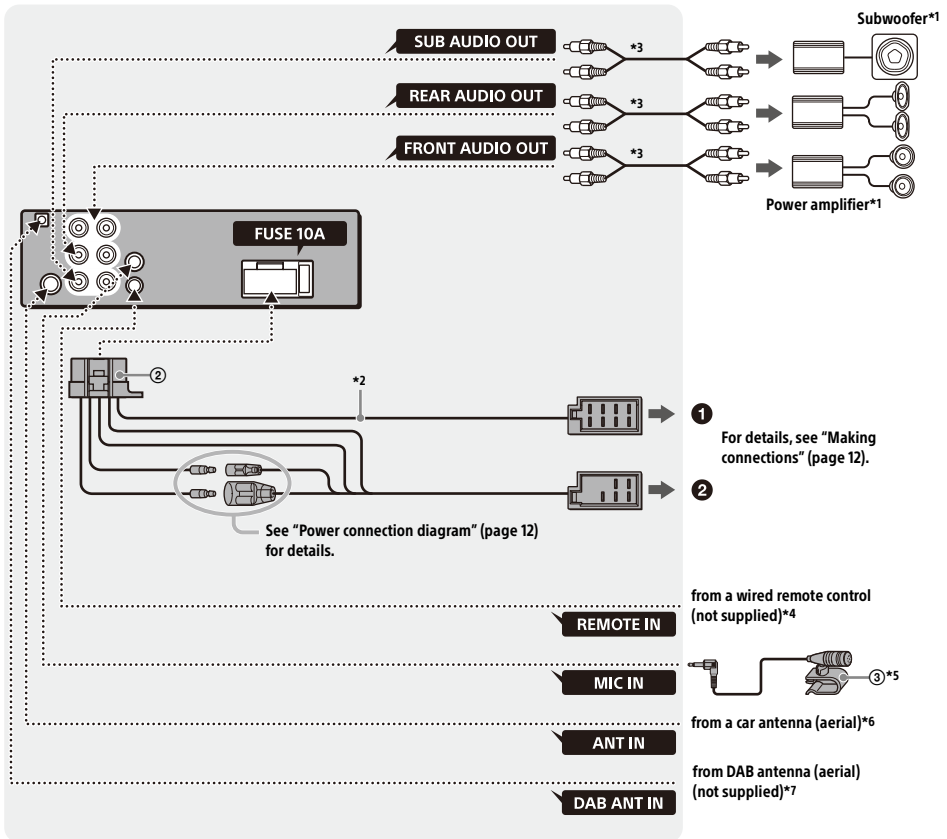 Subwoofer*1
SUB AUDIO OUT
*3
REAR AUDIO OUT
*3
FRONT AUDIO OUT
*3
Power amplifier*1
FUSE 10A
②
*2
❶
For details, see “Making
connections” (page 12).
❷
See “Power connection diagram” (page 12)
for details.
from a wired remote control
(not supplied)*4
REMOTE IN
MIC IN
③*5
from a car antenna (aerial)*6
ANT IN
from DAB antenna (aerial)
(not supplied)*7
DAB ANT IN